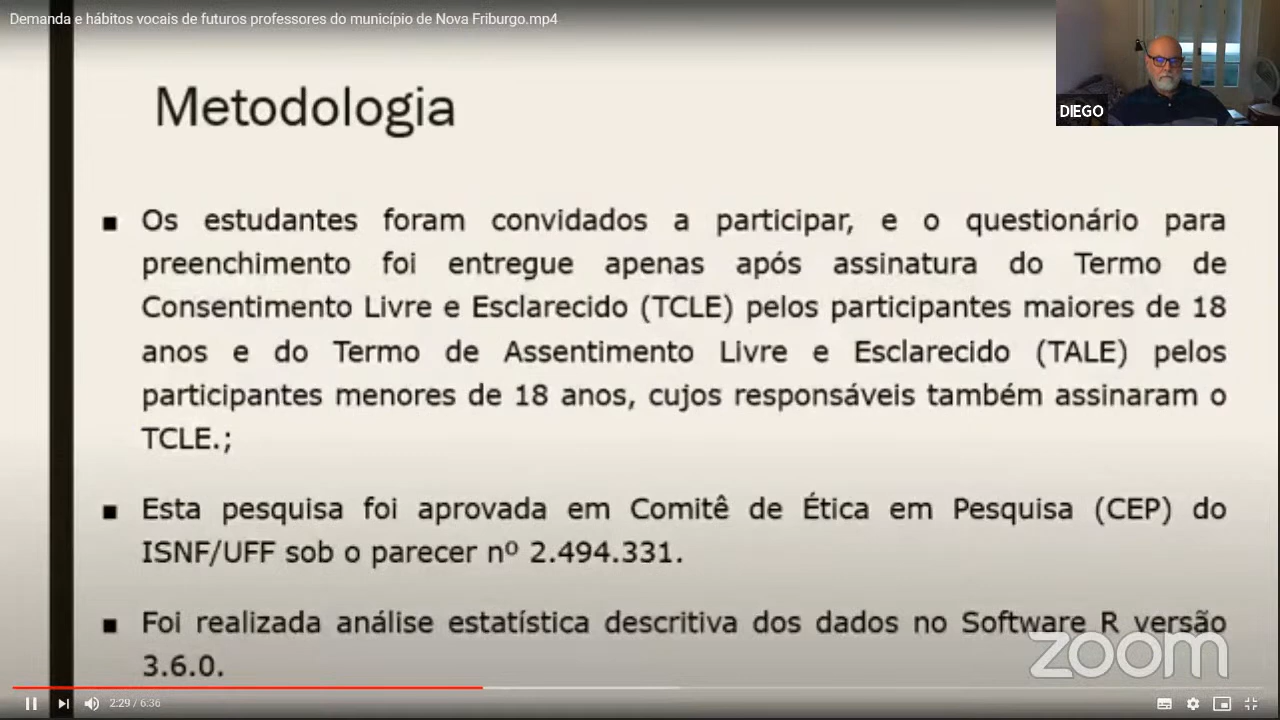 Demanda e hábitos vocais de futuros professores do município de Nova Friburgo.mp4
DIEGO
Metodologia
■ Os estudantes foram convidados a participar, e o questionário para
preenchimento foi entregue apenas após assinatura do Termo de
Consentimento Livre e Esclarecido (TCLE) pelos participantes maiores de 18
anos e do Termo de Assentimento Livre e Esclarecido (TALE) pelos
participantes menores de 18 anos, cujos responsáveis também assinaram o
TCLE.;
■ Esta pesquisa foi aprovada em Comitê de Ética em Pesquisa (CEP) do
ISNF/UFF sob o parecer nº 2.494.331.
■ Foi realizada análise estatística descritiva dos dados no Software R versão
3.6.0.
zoom
2:29 / 6:36